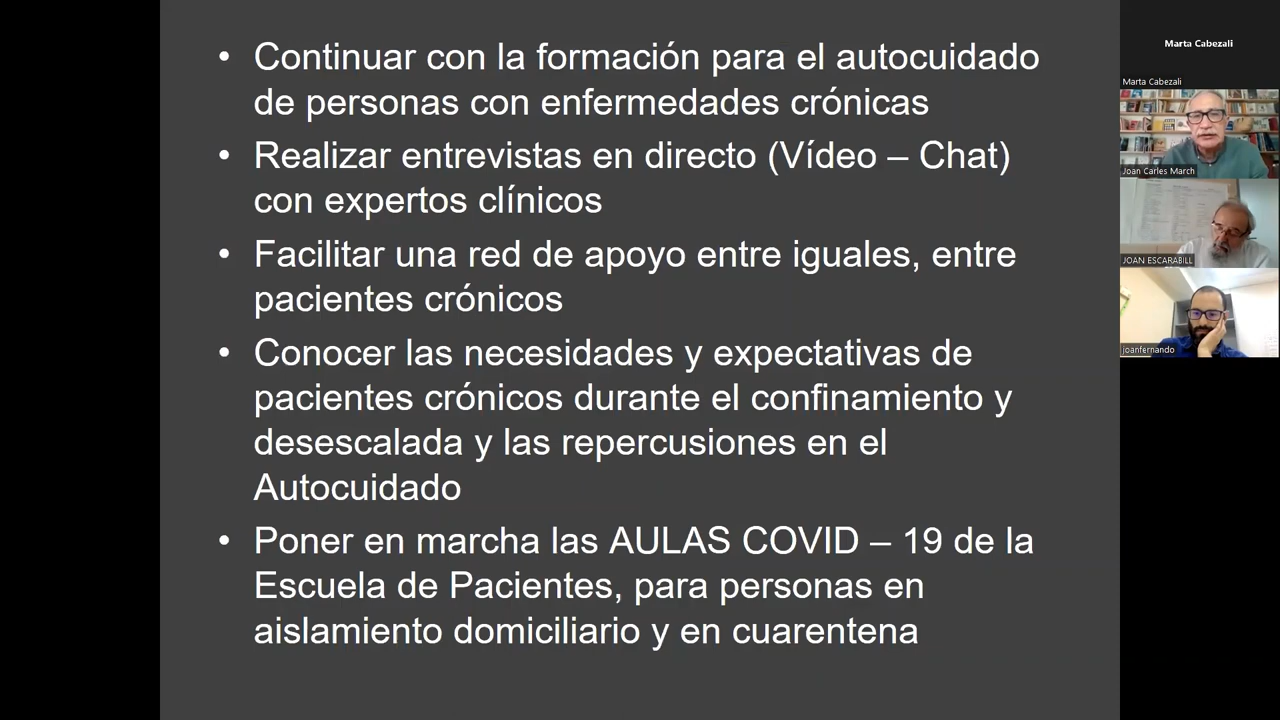 • Continuar con la formación para el autocuidado
de personas con enfermedades crónicas
• Realizar entrevistas en directo (Vídeo – Chat)
con expertos clínicos
• Facilitar una red de apoyo entre iguales, entre
pacientes crónicos
• Conocer las necesidades y expectativas de
pacientes crónicos durante el confinamiento y
desescalada y las repercusiones en el
Autocuidado
• Poner en marcha las AULAS COVID – 19 de la
Escuela de Pacientes, para personas en
aislamiento domiciliario y en cuarentena
Marta Cabezali
Marta Cabezali
Joan Carles March
JOAN ESCARABILL
joanfernando